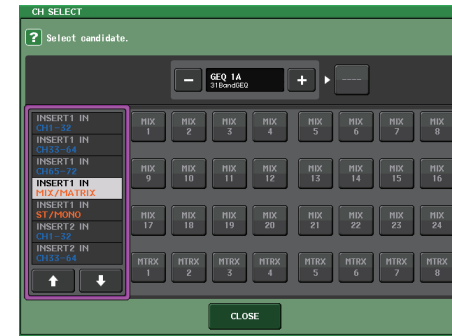 CH SELECT
? Select candidate.
− GEQ 1A + ----
31BandGEQ
INSERT1 IN
CH1-32
INSERT1 IN
CH33-64
INSERT1 IN
CH65-72
INSERT1 IN
MIX/MATRIX
INSERT1 IN
ST/MONO
INSERT2 IN
CH1-32
INSERT2 IN
CH33-64
MIX 1 MIX 2 MIX 3 MIX 4 MIX 5 MIX 6 MIX 7 MIX 8
MIX 9 MIX 10 MIX 11 MIX 12 MIX 13 MIX 14 MIX 15 MIX 16
MIX 17 MIX 18 MIX 19 MIX 20 MIX 21 MIX 22 MIX 23 MIX 24
MTRX 1 MTRX 2 MTRX 3 MTRX 4 MTRX 5 MTRX 6 MTRX 7 MTRX 8
CLOSE